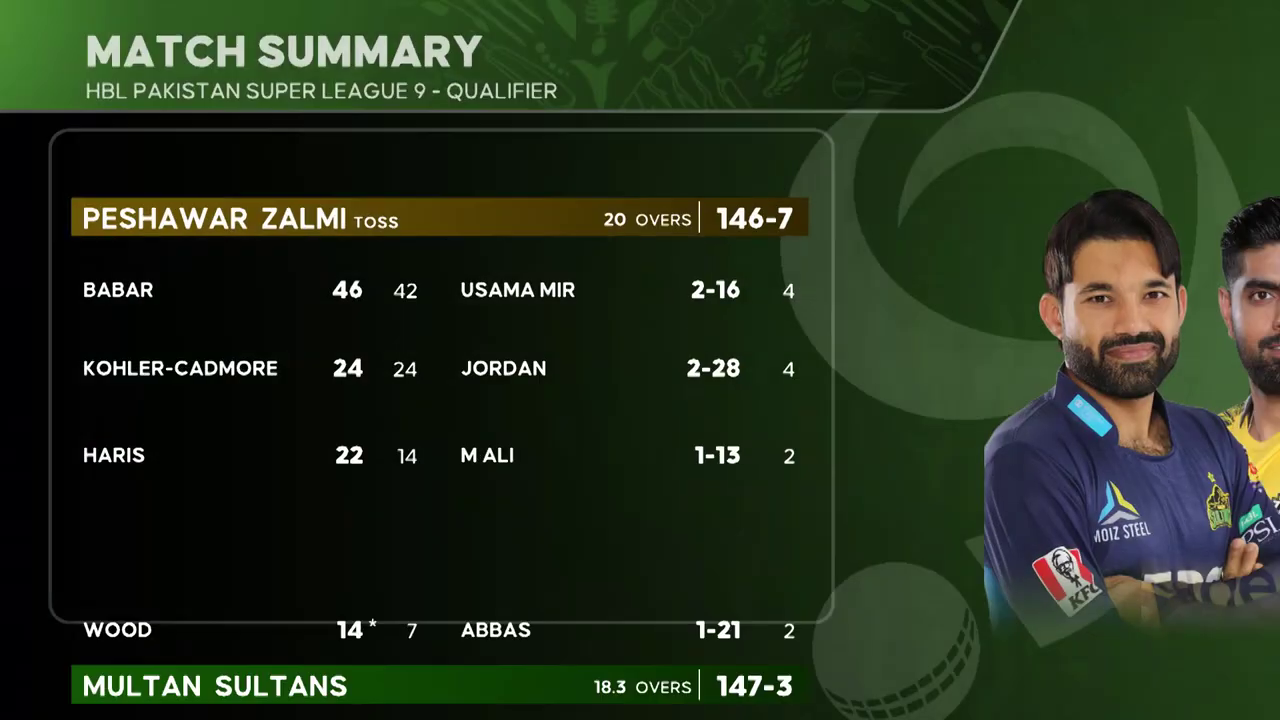 MATCH SUMMARY
HBL PAKISTAN SUPER LEAGUE 9 - QUALIFIER
PESHAWAR ZALMI TOSS 20 OVERS 146-7
BABAR 46 42 USAMA MIR 2-16 4
KOHLER-CADMORE 24 24 JORDAN 2-28 4
HARIS 22 14 M ALI 1-13 2
WOOD 14* 7 ABBAS 1-21 2
MULTAN SULTANS 18.3 OVERS 147-3
MOIZ STEEL
KFC